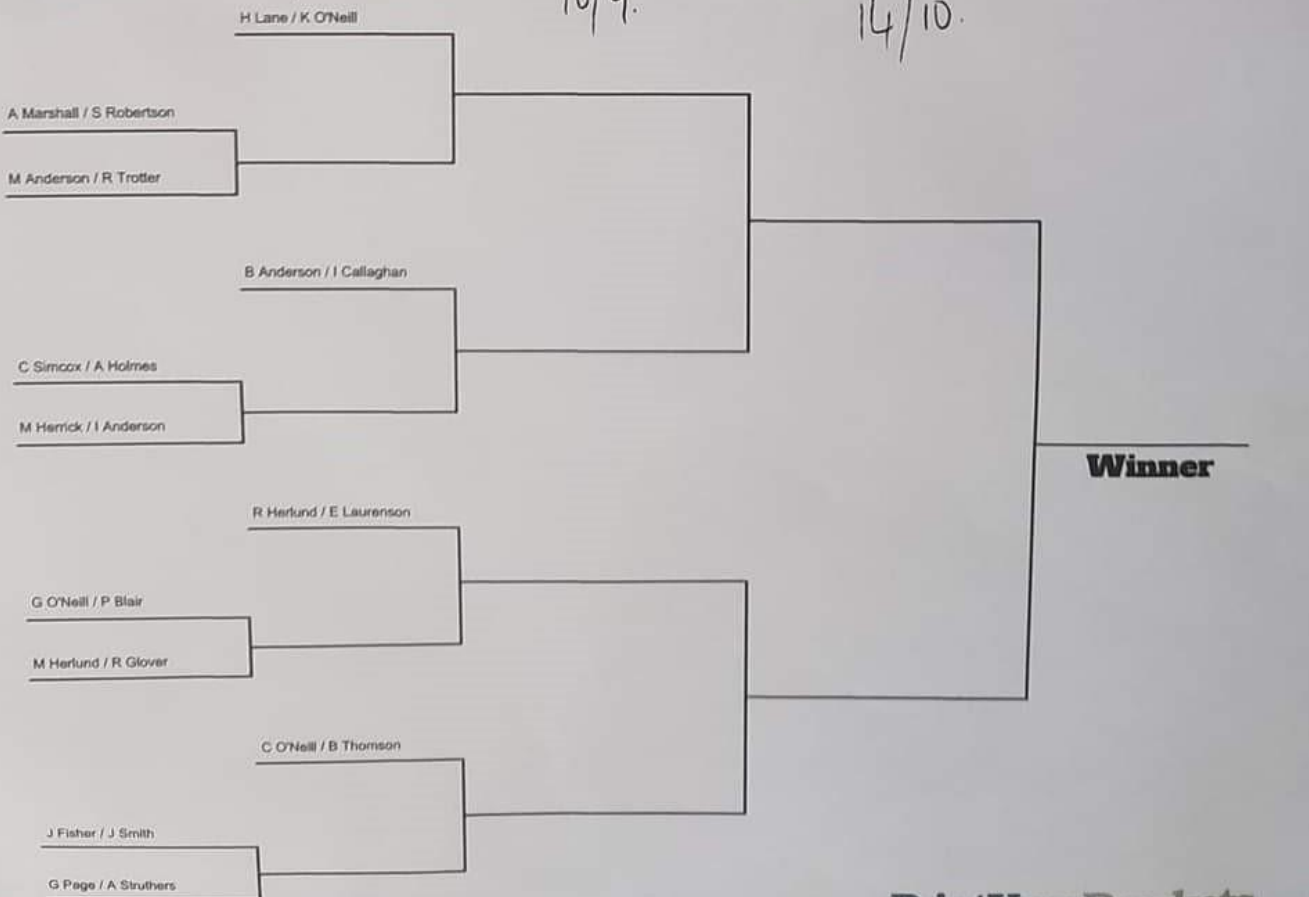 H Lane / K O'Neill
14/10.
A Marshall / S Robertson
M Anderson / R Trotter
B Anderson / I Callaghan
C Simcox / A Holmes
M Herrick / I Anderson
Winner
R Herlund / E Laurenson
G O'Neill / P Blair
M Herlund / R Glover
C O'Neill / B Thomson
J Fisher / J Smith
G Page / A Struthers